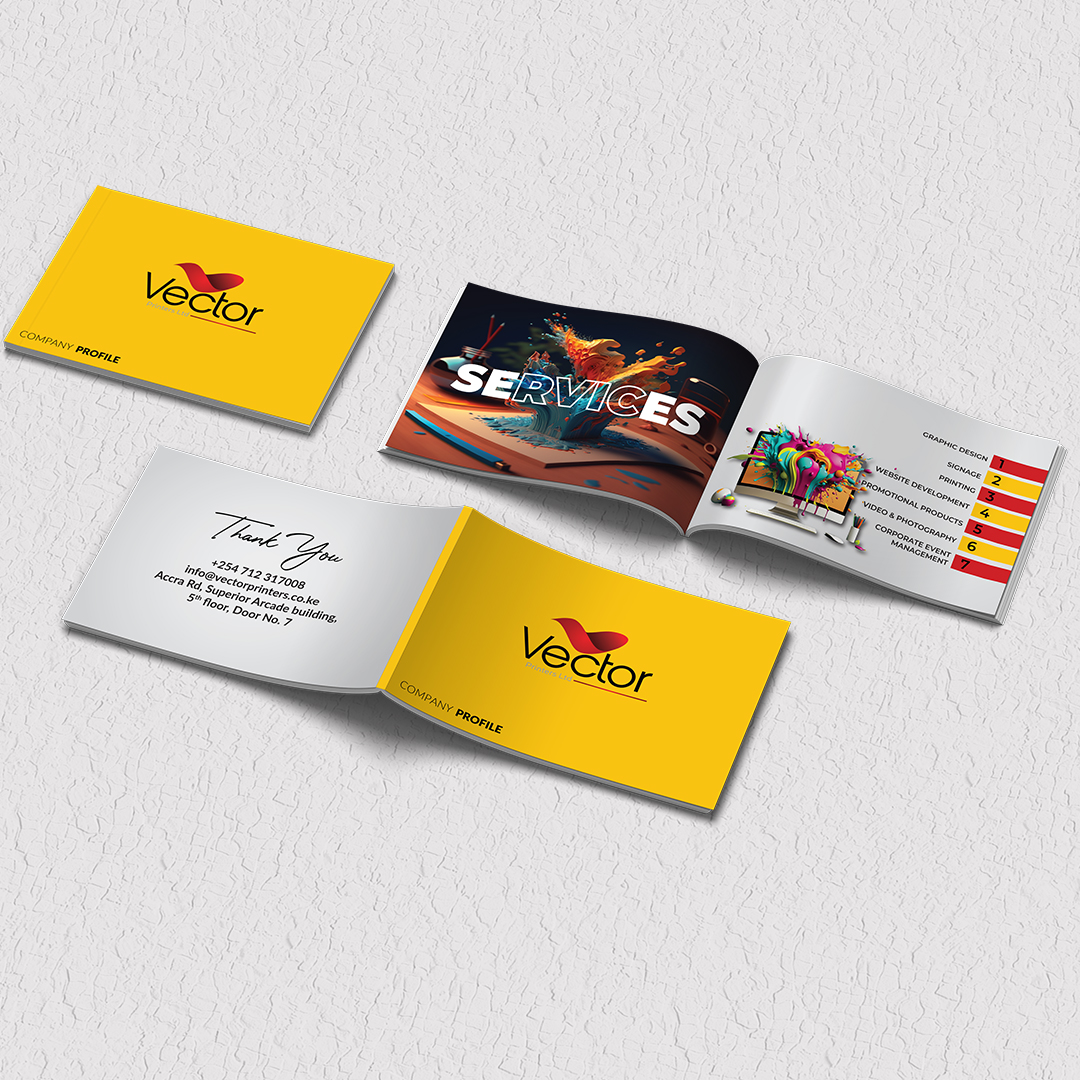 Vector
Printers Ltd
COMPANY PROFILE
SERVICES
GRAPHIC DESIGN 1
SIGNAGE 2
PRINTING 3
WEBSITE DEVELOPMENT 4
PROMOTIONAL PRODUCTS 5
VIDEO & PHOTOGRAPHY 6
CORPORATE EVENT
MANAGEMENT 7
Thank You
+254 712 317008
info@vectorprinters.co.ke
Accra Rd, Superior Arcade building,
5th floor, Door No. 7
Vector
Printers Ltd
COMPANY PROFILE